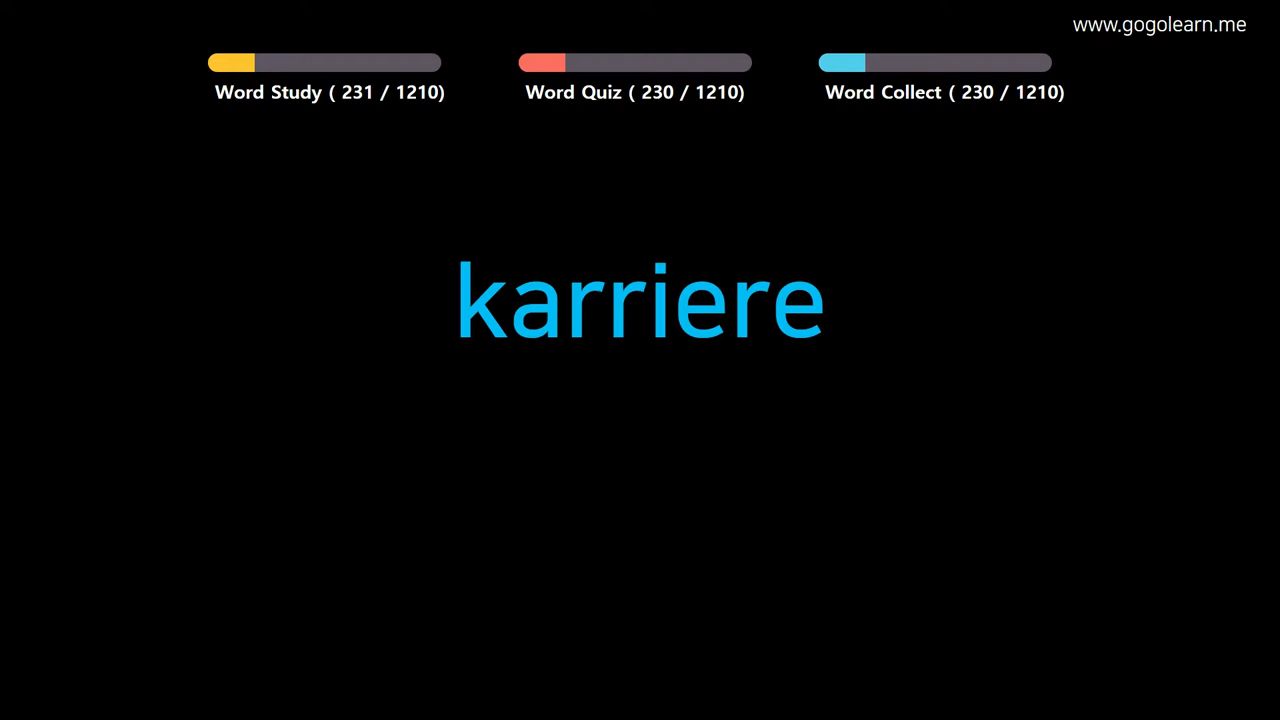 www.gogolearn.me
Word Study ( 231 / 1210)
Word Quiz ( 230 / 1210)
Word Collect ( 230 / 1210)
karriere